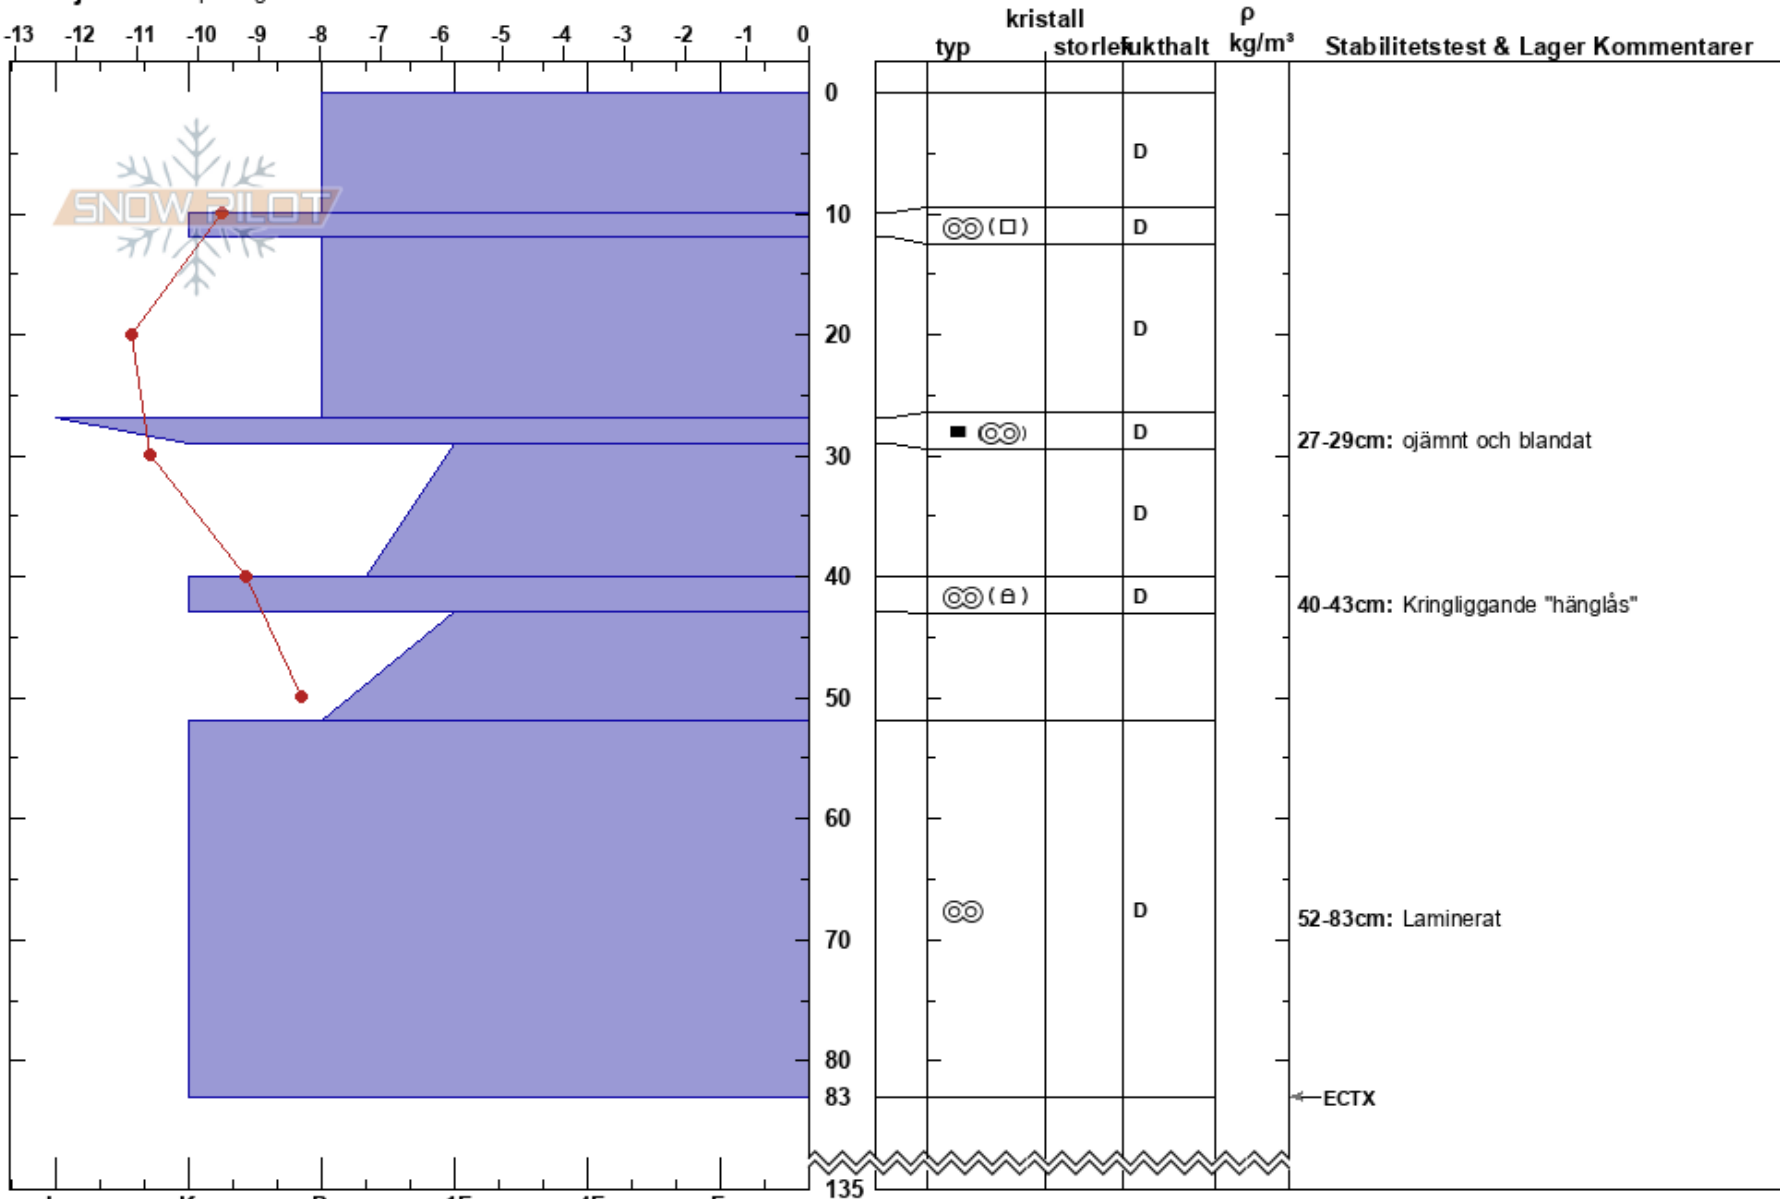 -13 -12 -11 -10 -9 -8 -7 -6 -5 -4 -3 -2 -1 0
kristall
typ storlek fukthalt
ρ
kg/m³
Stabilitetstest & Lager Kommentarer
SNOW PILOT
0
D
10
( ) D
20
D
27-29cm: ojämnt och blandat
( ) D
30
D
40
( ) D
40-43cm: Kringliggande "hänglås"
50
60
D
52-83cm: Laminerat
70
80
83
ECTX
135